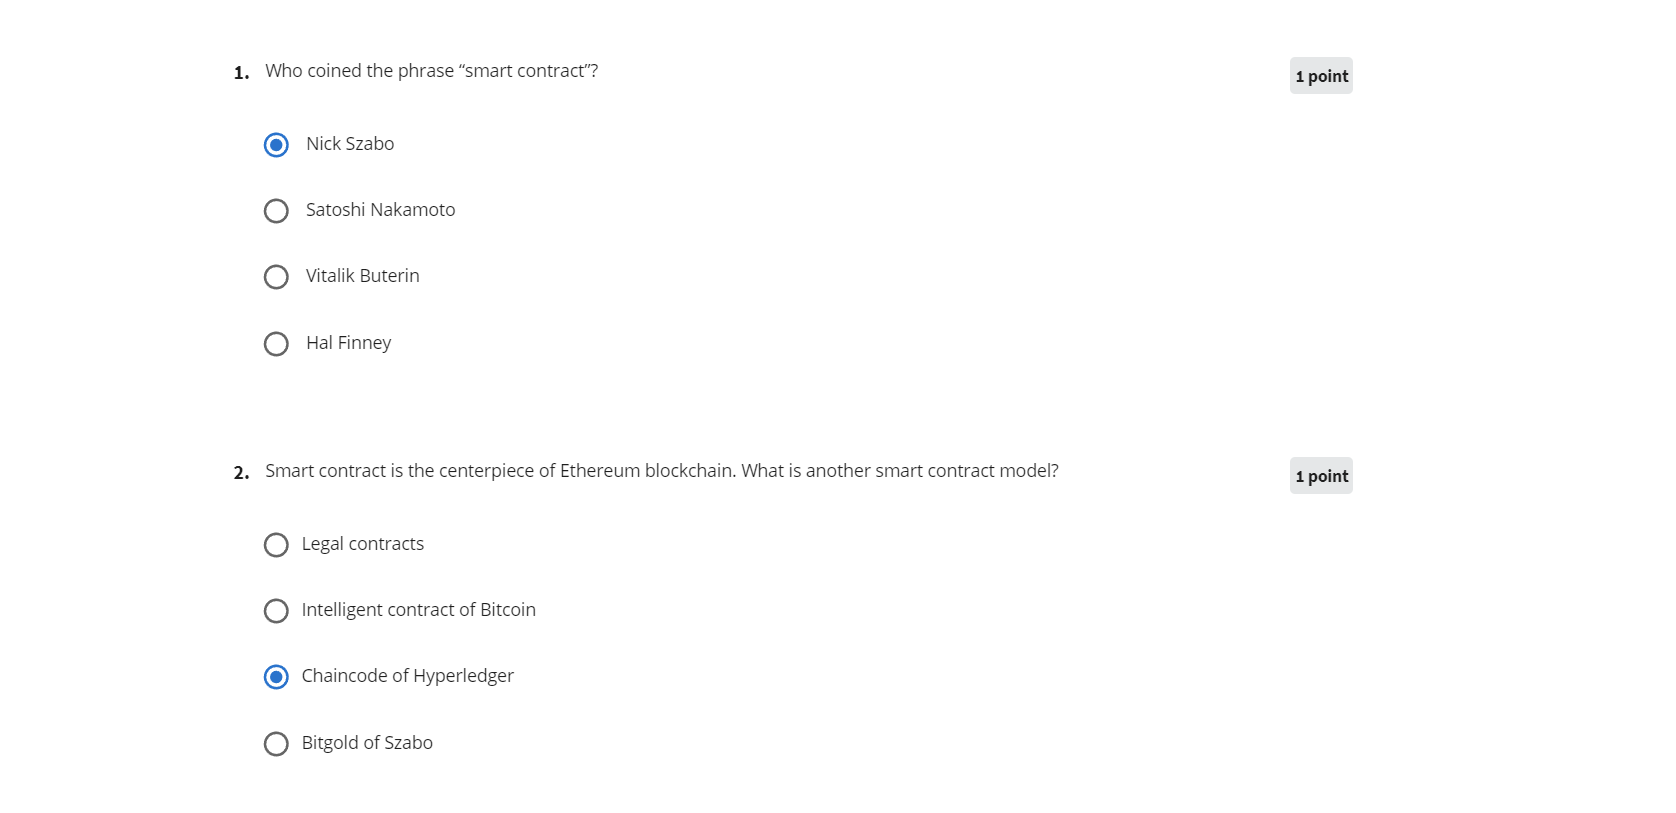 1. Who coined the phrase “smart contract”?
1 point
Nick Szabo
Satoshi Nakamoto
Vitalik Buterin
Hal Finney
2. Smart contract is the centerpiece of Ethereum blockchain. What is another smart contract model?
1 point
Legal contracts
Intelligent contract of Bitcoin
Chaincode of Hyperledger
Bitgold of Szabo